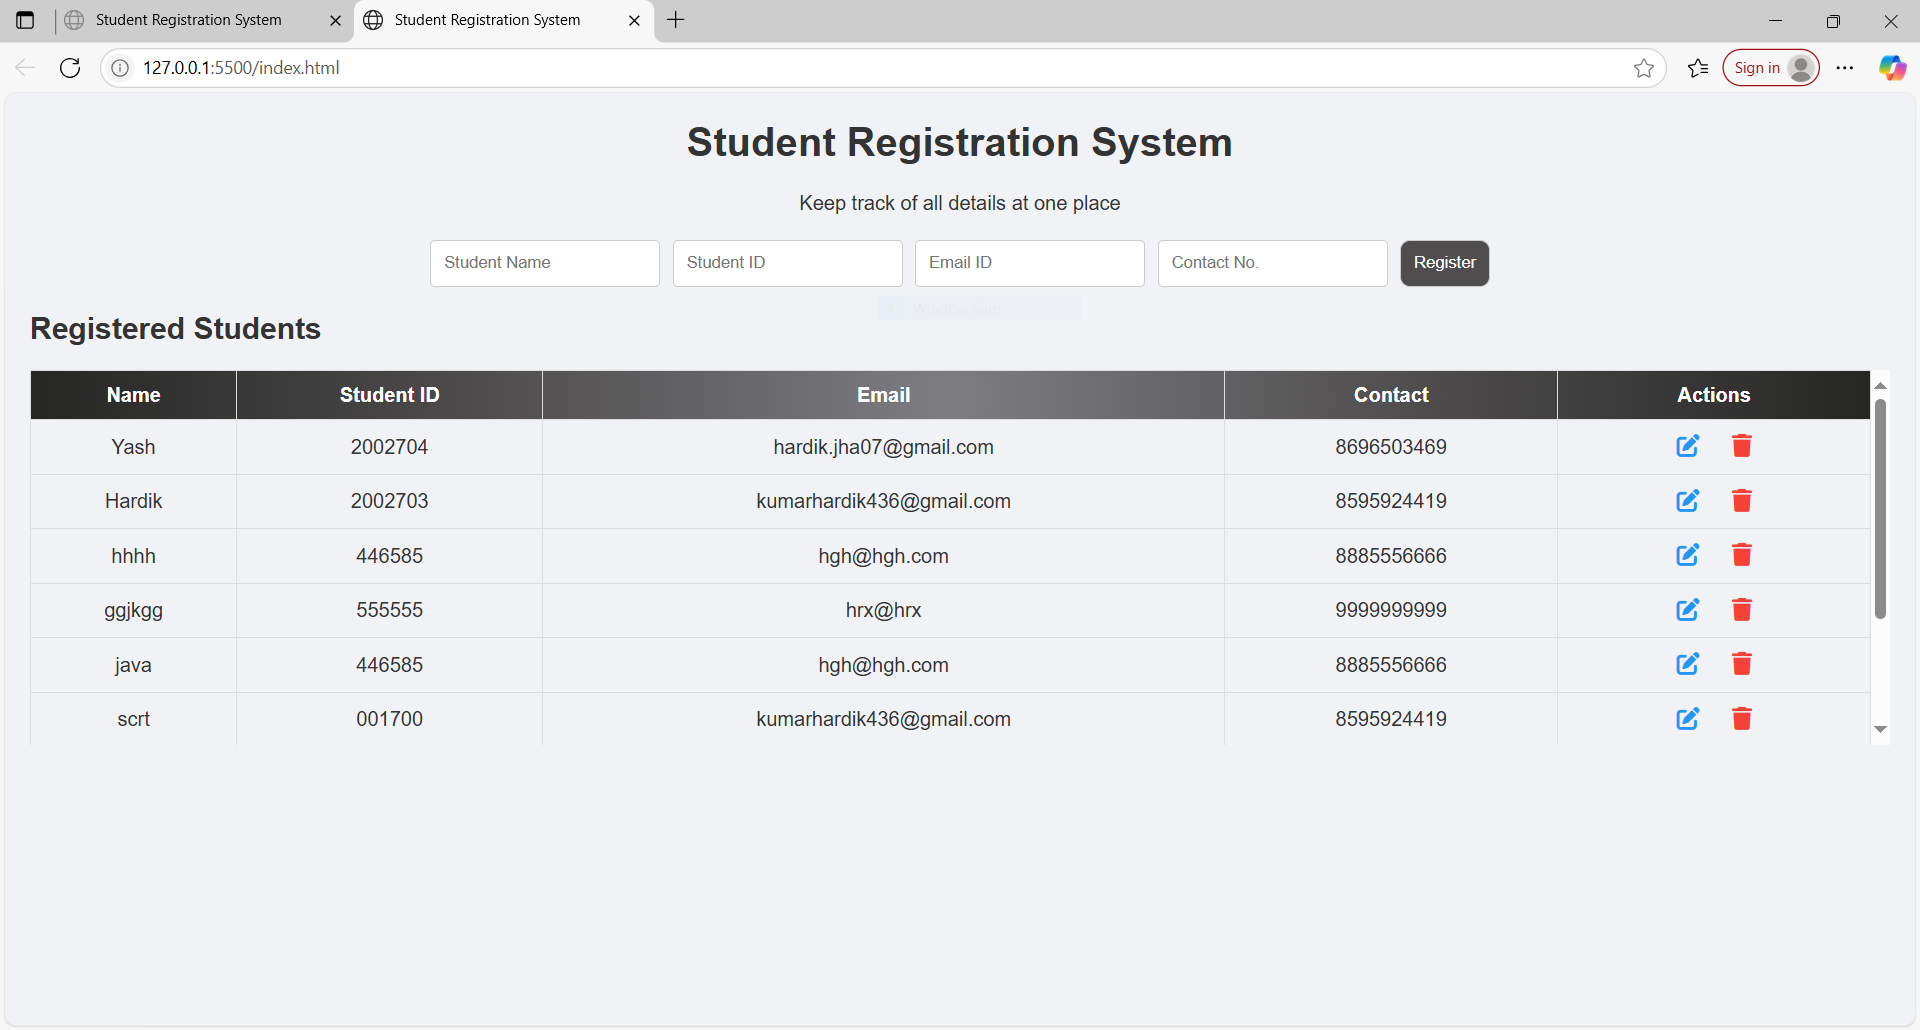 Student Registration System
Student Registration System
127.0.0.1:5500/index.html
Sign in
Student Registration System
Keep track of all details at one place
Student Name Student ID Email ID Contact No. Register
Window Snip
Registered Students
Name Student ID Email Contact Actions
Yash 2002704 hardik.jha07@gmail.com 8696503469
Hardik 2002703 kumarhardik436@gmail.com 8595924419
hhhh 446585 hgh@hgh.com 8885556666
ggjkgg 555555 hrx@hrx 9999999999
java 446585 hgh@hgh.com 8885556666
scrt 001700 kumarhardik436@gmail.com 8595924419